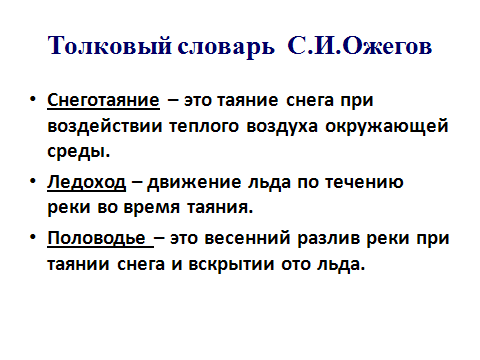 Толковый словарь С.И.Ожегов
• Снеготаяние – это таяние снега при
воздействии теплого воздуха окружающей
среды.
• Ледоход – движение льда по течению
реки во время таяния.
• Половодье – это весенний разлив реки при
таянии снега и вскрытии ото льда.